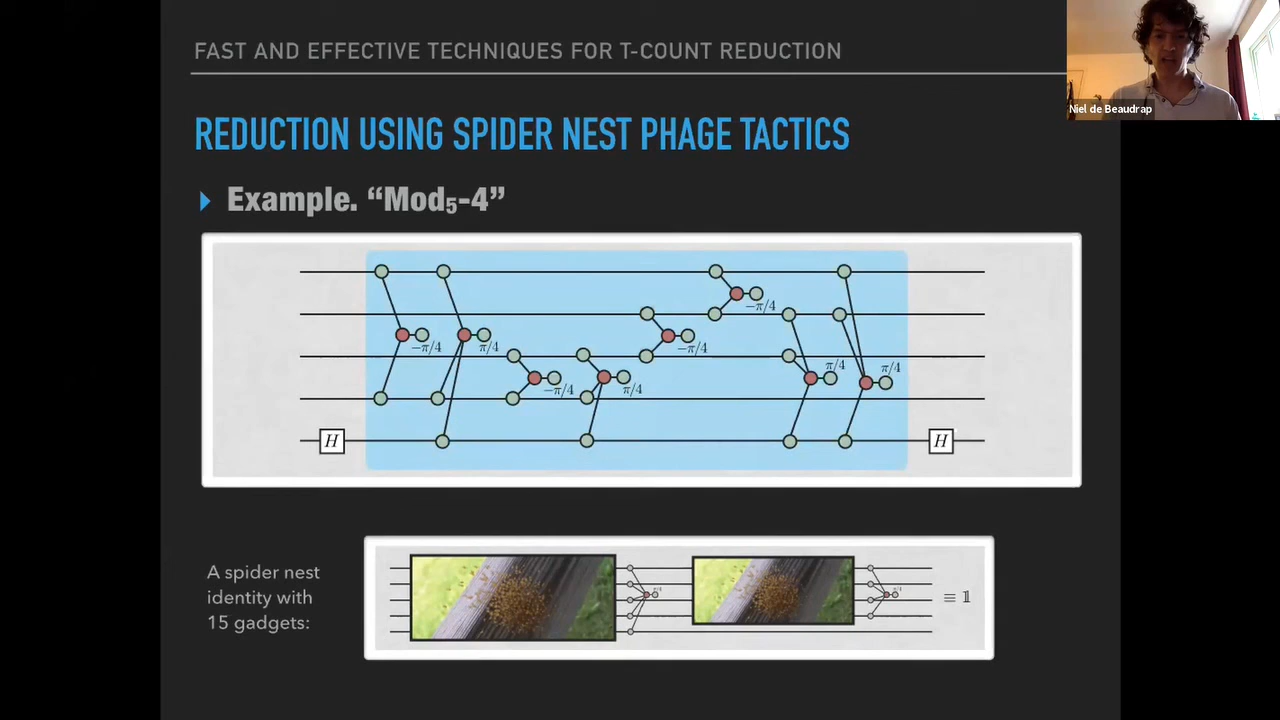 FAST AND EFFECTIVE TECHNIQUES FOR T-COUNT REDUCTION
Niel de Beaudrap
REDUCTION USING SPIDER NEST PHAGE TACTICS
Example. “Mod₅-4”
−π/4
−π/4 π/4 −π/4 π/4 π/4
−π/4 π/4
H H
A spider nest
identity with
15 gadgets:
≡ 𝟙